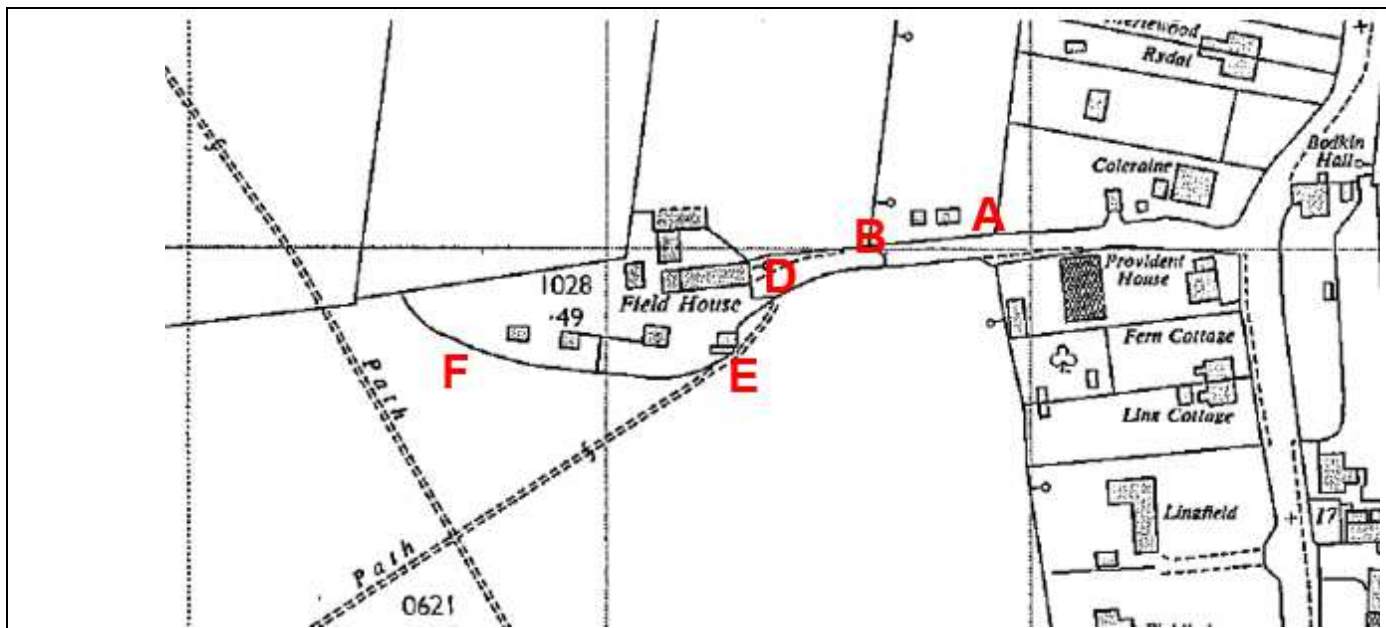 Rydal
Bodkin
Hall
Coleraine
A
B
D
Provident
House
1028
.49
Field House
Fern Cottage
F
E
Path
Linx Cottage
Lingfield
17
Path
0621